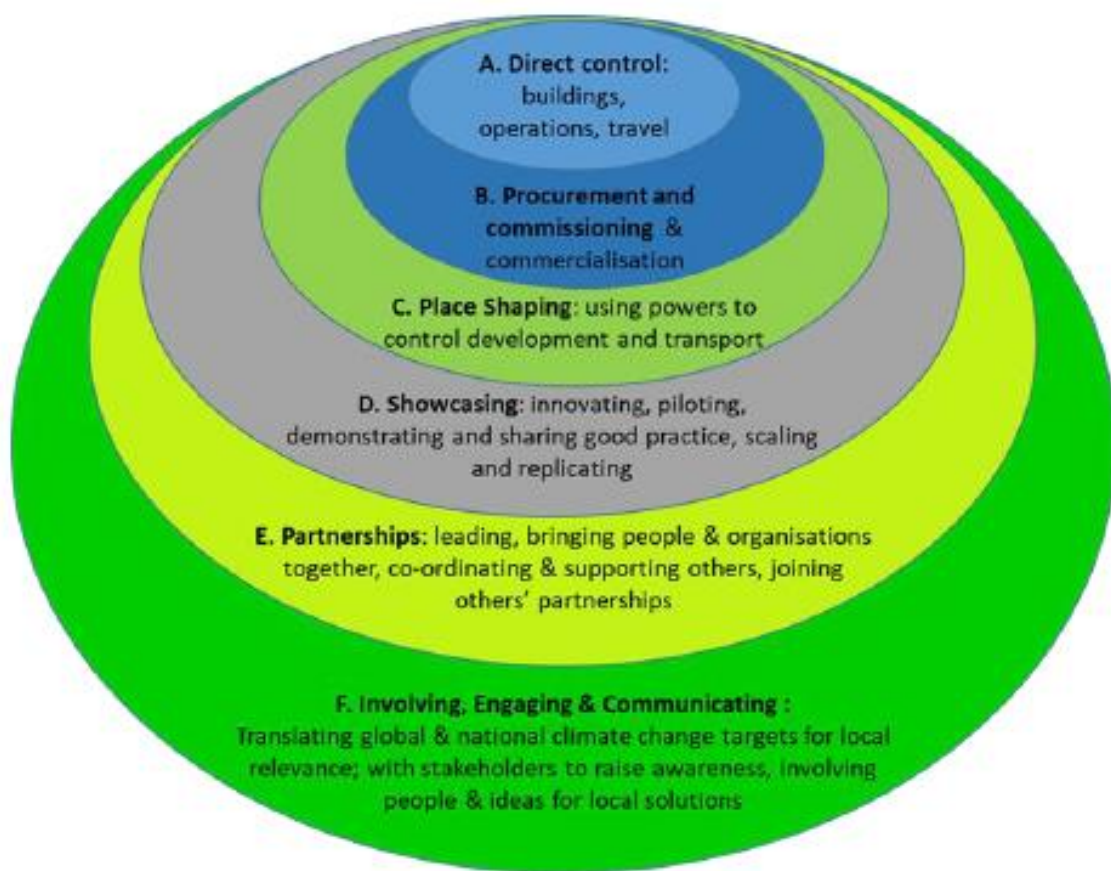 A. Direct control:
buildings,
operations, travel
B. Procurement and
commissioning &
commercialisation
C. Place Shaping: using powers to
control development and transport
D. Showcasing: innovating, piloting,
demonstrating and sharing good practice, scaling
and replicating
E. Partnerships: leading, bringing people & organisations
together, co-ordinating & supporting others, joining
others’ partnerships
F. Involving, Engaging & Communicating :
Translating global & national climate change targets for local
relevance; with stakeholders to raise awareness, involving
people & ideas for local solutions